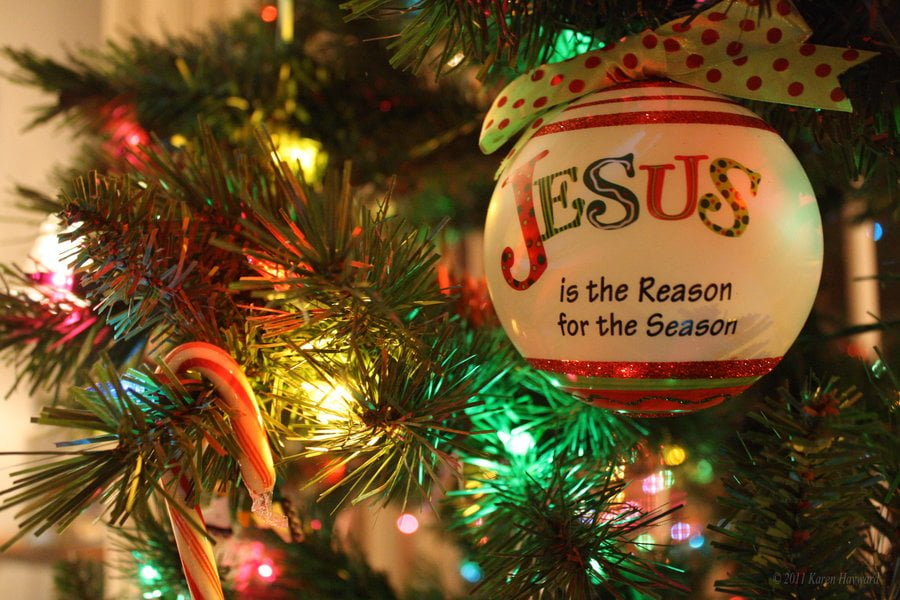 JESUS
is the Reason
for the Season
© 2011 Karen Hayward